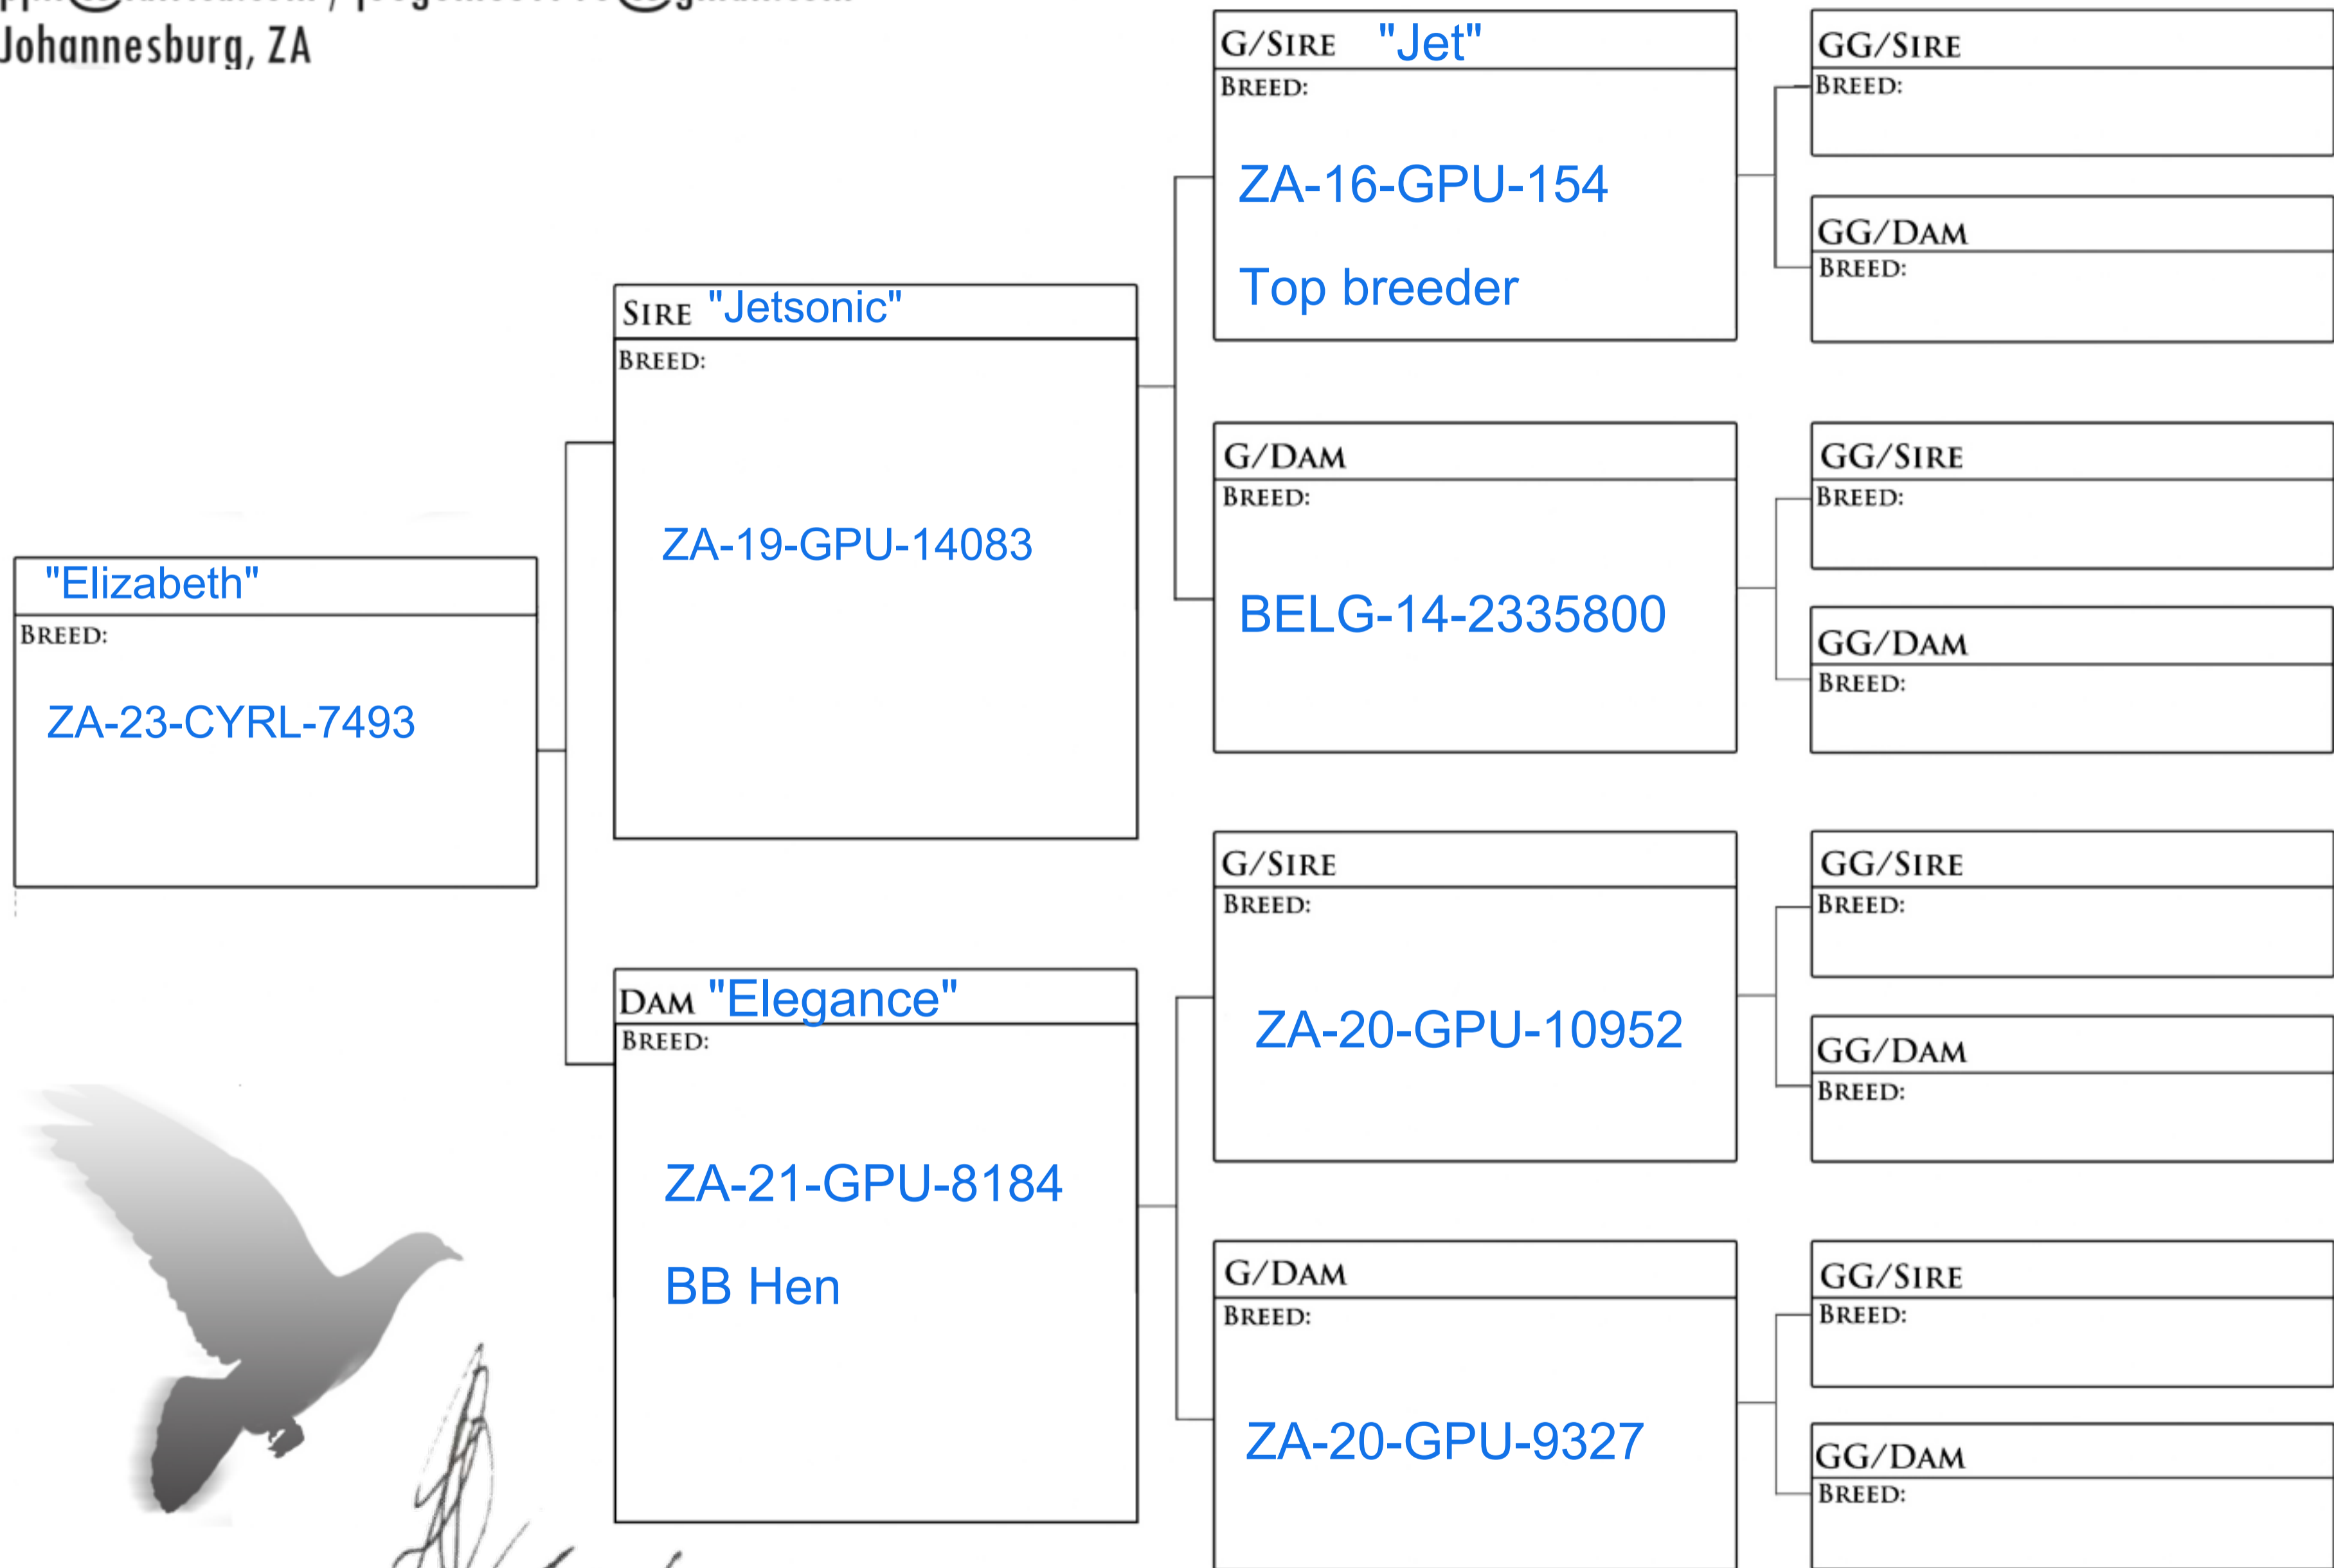 Johannesburg, ZA
"Elizabeth"
BREED:
ZA-23-CYRL-7493
SIRE "Jetsonic"
BREED:
ZA-19-GPU-14083
DAM "Elegance"
BREED:
ZA-21-GPU-8184
BB Hen
G/SIRE "Jet"
BREED:
ZA-16-GPU-154
Top breeder
G/DAM
BREED:
BELG-14-2335800
G/SIRE
BREED:
ZA-20-GPU-10952
G/DAM
BREED:
ZA-20-GPU-9327
GG/SIRE
BREED:
GG/DAM
BREED:
GG/SIRE
BREED:
GG/DAM
BREED:
GG/SIRE
BREED:
GG/DAM
BREED:
GG/SIRE
BREED:
GG/DAM
BREED: